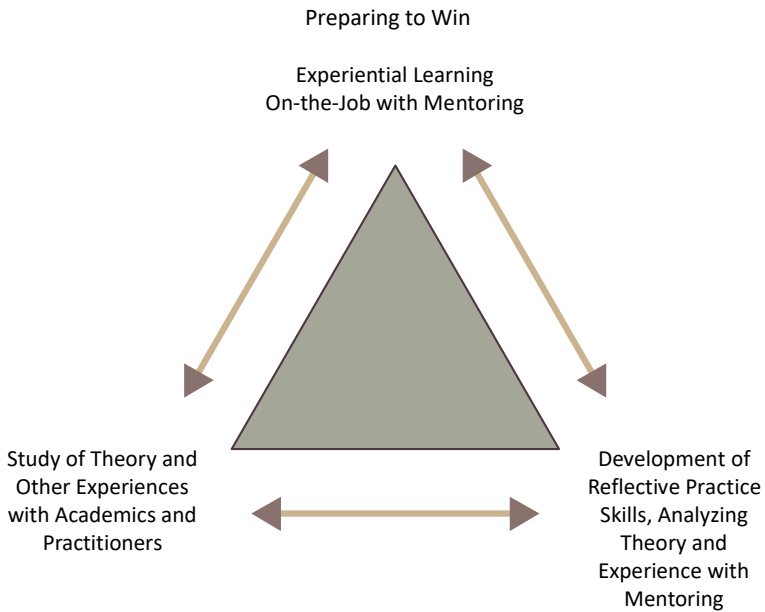 Preparing to Win
Experiential Learning
On-the-Job with Mentoring
Study of Theory and
Other Experiences
with Academics and
Practitioners
Development of
Reflective Practice
Skills, Analyzing
Theory and
Experience with
Mentoring